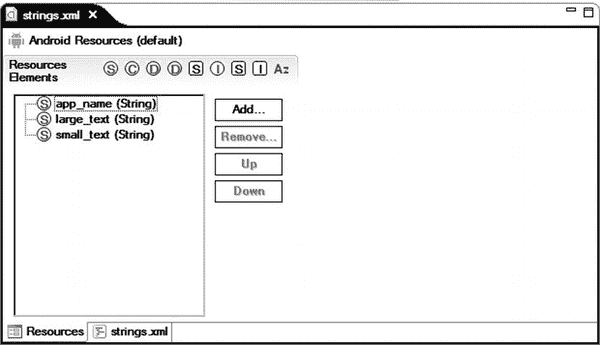 strings.xml
Android Resources (default)
Resources
Elements
S C D D S I S I Az
S app_name (String)
S large_text (String)
S small_text (String)
Add...
Remove...
Up
Down
Resources strings.xml